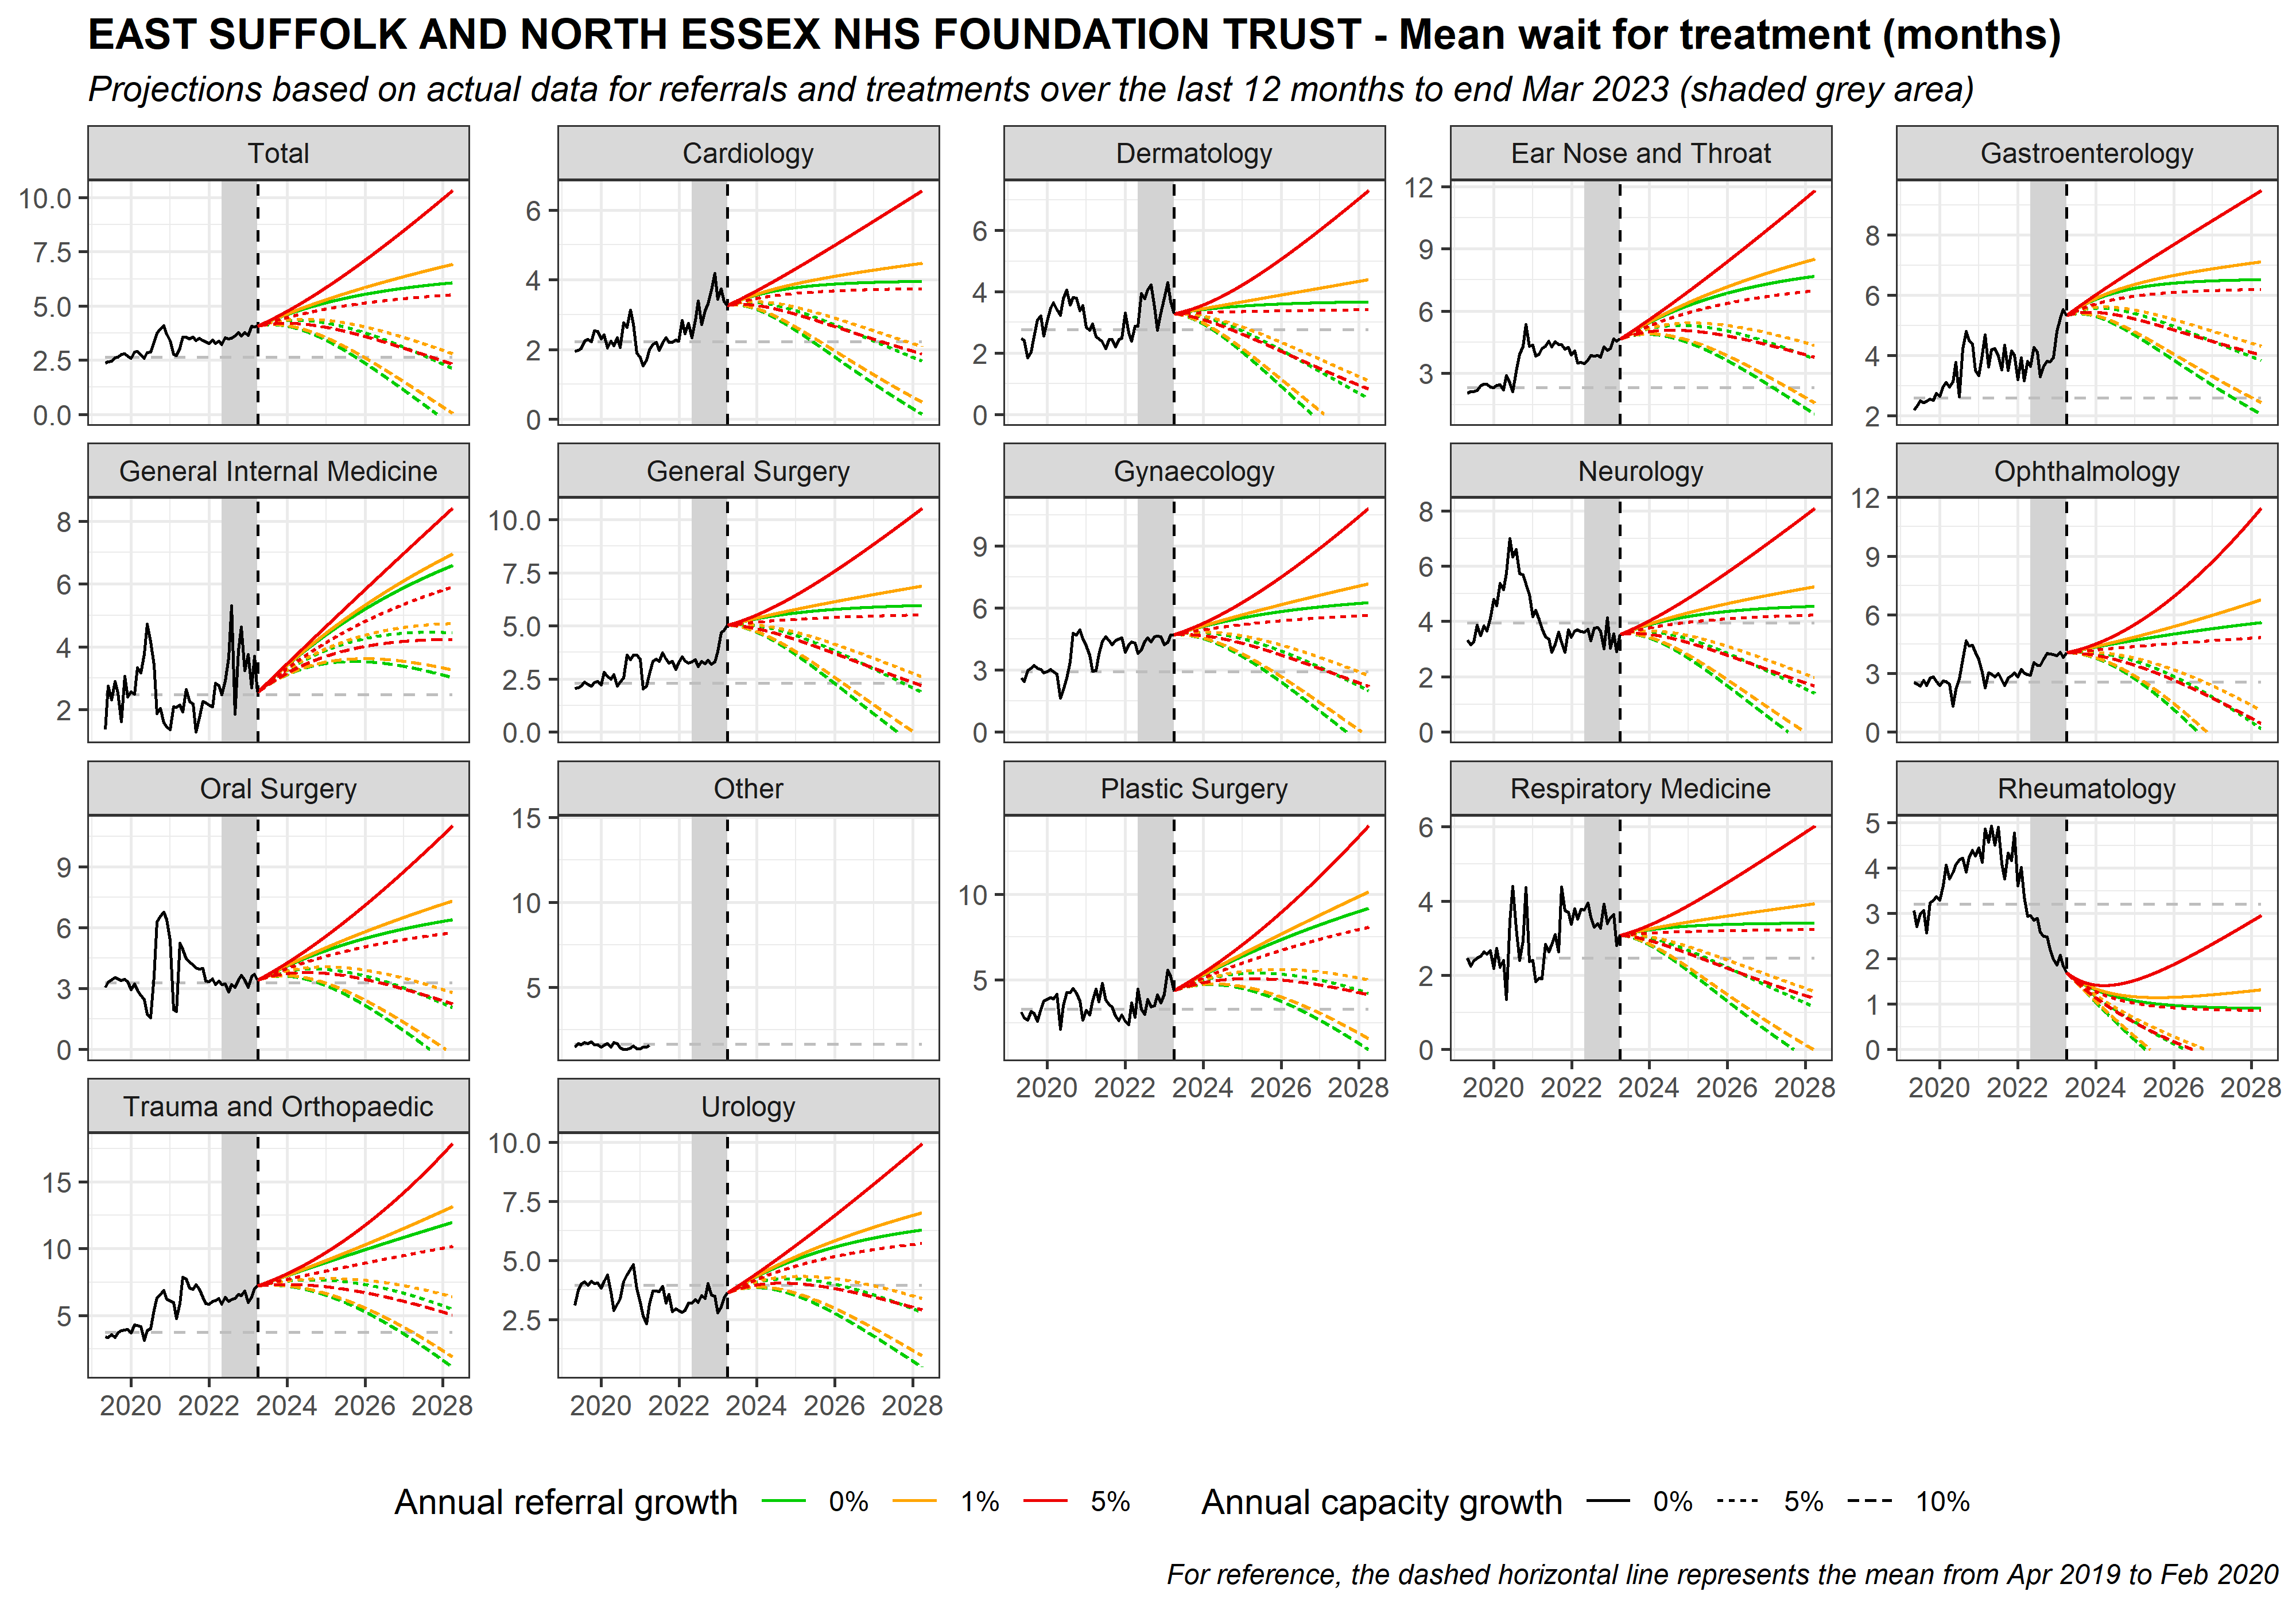 EAST SUFFOLK AND NORTH ESSEX NHS FOUNDATION TRUST - Mean wait for treatment (months)
Projections based on actual data for referrals and treatments over the last 12 months to end Mar 2023 (shaded grey area)
Total
10.0
7.5
5.0
2.5
0.0
Cardiology
6
4
2
0
Dermatology
6
4
2
0
Ear Nose and Throat
12
9
6
3
Gastroenterology
8
6
4
2
General Internal Medicine
8
6
4
2
General Surgery
10.0
7.5
5.0
2.5
0.0
Gynaecology
9
6
3
0
Neurology
8
6
4
2
0
Ophthalmology
12
9
6
3
0
Oral Surgery
9
6
3
0
Other
15
10
5
Plastic Surgery
10
5
2020 2022 2024 2026 2028
Respiratory Medicine
6
4
2
0
2020 2022 2024 2026 2028
Rheumatology
5
4
3
2
1
0
2020 2022 2024 2026 2028
Trauma and Orthopaedic
15
10
5
2020 2022 2024 2026 2028
Urology
10.0
7.5
5.0
2.5
2020 2022 2024 2026 2028
Annual referral growth 0% 1% 5% Annual capacity growth 0% 5% 10%
For reference, the dashed horizontal line represents the mean from Apr 2019 to Feb 2020